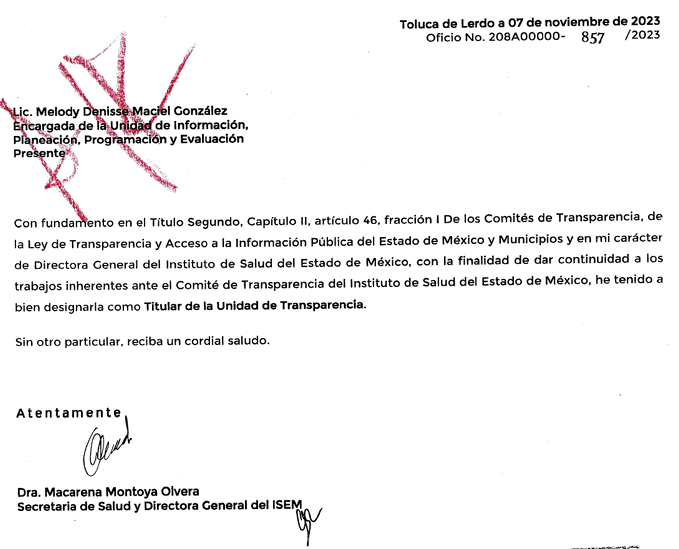 Toluca de Lerdo a 07 de noviembre de 2023
Oficio No. 208A00000- 857 /2023
Lic. Melody Denisse Maciel González
Encargada de la Unidad de Información,
Planeación, Programación y Evaluación
Presente
Con fundamento en el Título Segundo, Capítulo II, artículo 46, fracción I De los Comités de Transparencia, de
la Ley de Transparencia y Acceso a la Información Pública del Estado de México y Municipios y en mi carácter
de Directora General del Instituto de Salud del Estado de México, con la finalidad de dar continuidad a los
trabajos inherentes ante el Comité de Transparencia del Instituto de Salud del Estado de México, he tenido a
bien designarla como Titular de la Unidad de Transparencia.
Sin otro particular, reciba un cordial saludo.
Atentamente
Dra. Macarena Montoya Olvera
Secretaria de Salud y Directora General del ISEM